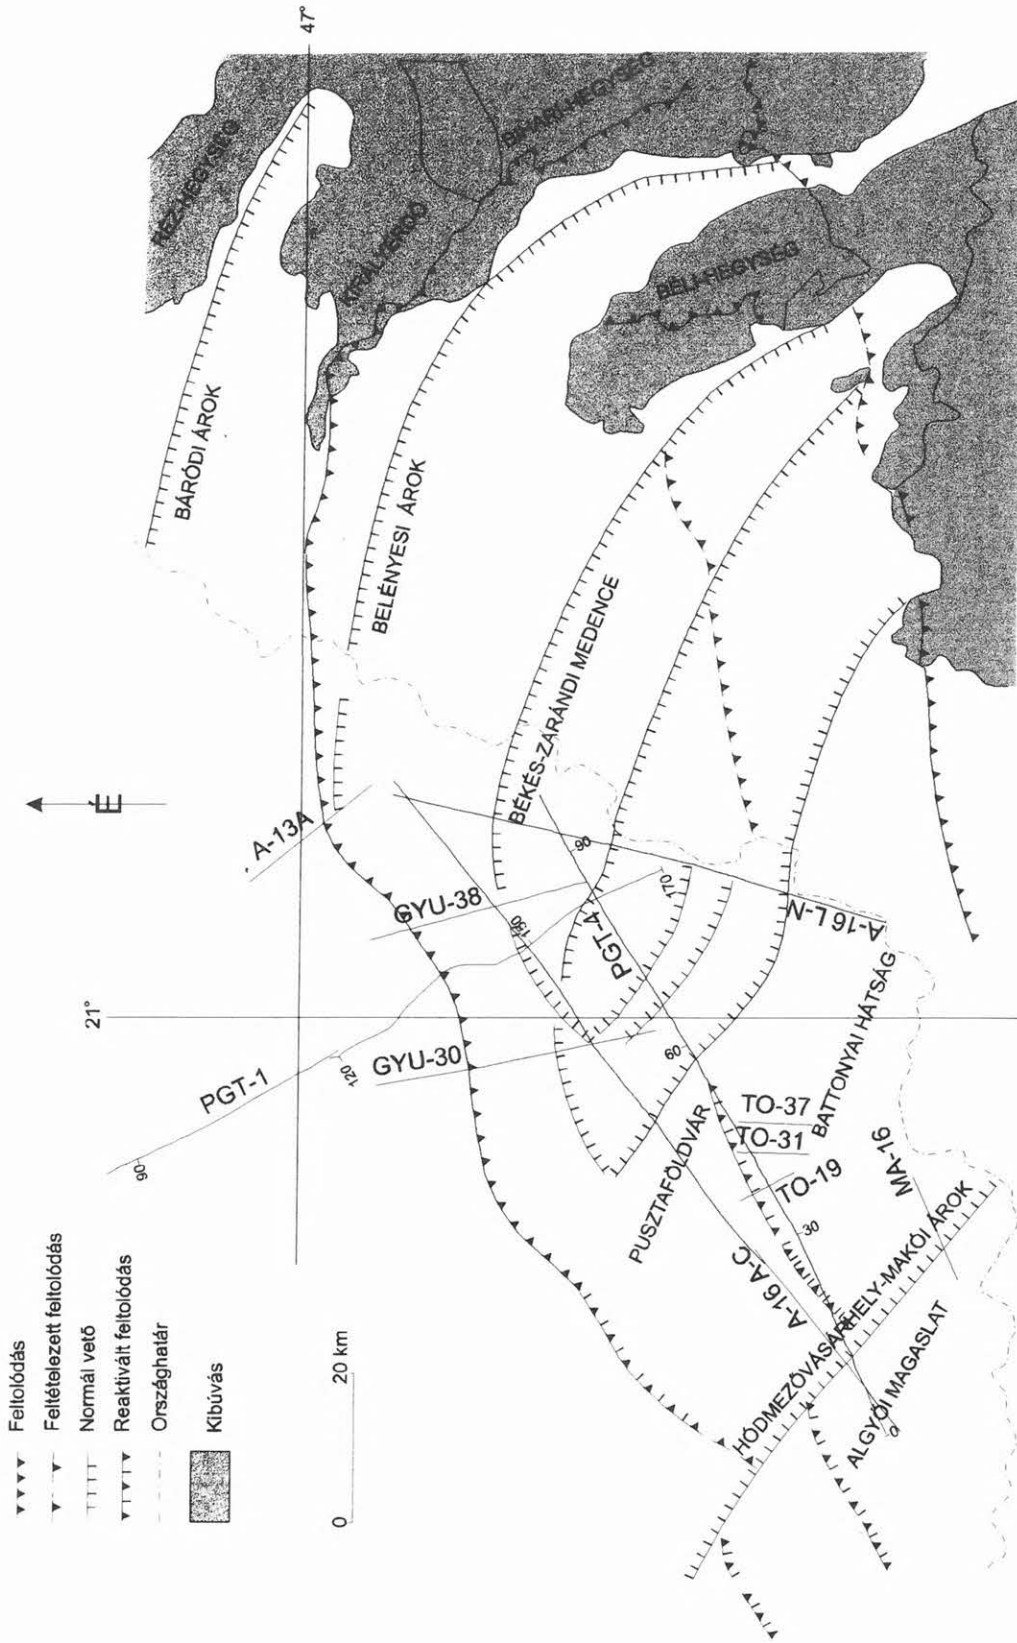 Feltolódás
Feltételezett feltolódás
Normál vető
Reaktivált feltolódás
Országhatár
Kibúvás
0 20 km
É
47°
21°
RÉZ-HEGYSÉG
KIRÁLYERDŐ
BIHARI-HEGYSÉG
BÉLI-HEGYSÉG
BÁRÓDI ÁROK
BELÉNYESI ÁROK
BÉKÉS-ZARÁNDI MEDENCE
A-13A
GYU-38
PGT-1
90
120
150
170
GYU-30
PGT-4
90
60
30
0
A-16 L-N
PUSZTAFÖLDVÁR
TO-37
TO-31
TO-19
BATTONYAI HÁTSÁG
MA-16
A-16 A-C
HÓDMEZŐVÁSÁRHELY-MAKÓI ÁROK
ALGYŐI MAGASLAT